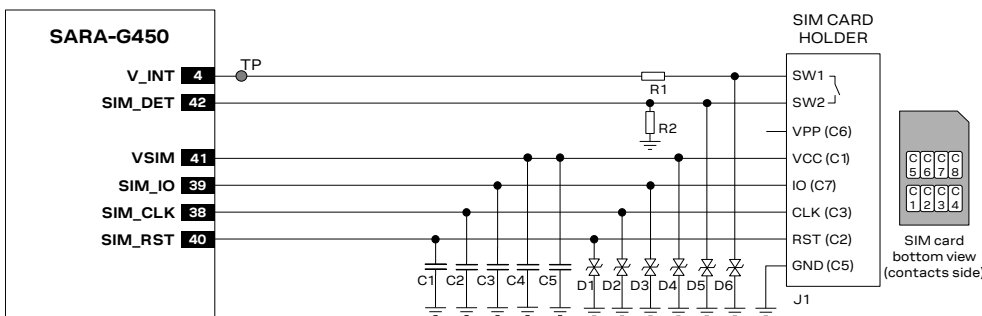 SARA-G450
V_INT 4
SIM_DET 42
VSIM 41
SIM_IO 39
SIM_CLK 38
SIM_RST 40
TP
R1
R2
C1 C2 C3 C4 C5
D1 D2 D3 D4 D5 D6
SIM CARD
HOLDER
SW1
SW2
VPP (C6)
VCC (C1)
IO (C7)
CLK (C3)
RST (C2)
GND (C5)
J1
C5 C6 C7 C8
C1 C2 C3 C4
SIM card
bottom view
(contacts side)